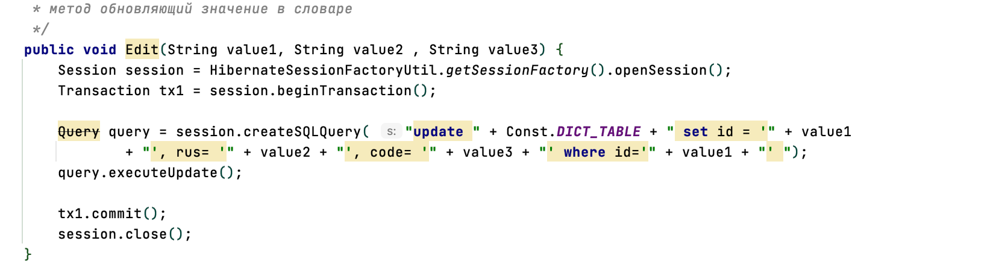 * метод обновляющий значение в словаре
*/
public void Edit(String value1, String value2 , String value3) {
Session session = HibernateSessionFactoryUtil.getSessionFactory().openSession();
Transaction tx1 = session.beginTransaction();
Query query = session.createSQLQuery( s: "update " + Const.DICT_TABLE + " set id = '" + value1
+ "', rus= '" + value2 + "', code= '" + value3 + "' where id='" + value1 + "' ");
query.executeUpdate();
tx1.commit();
session.close();
}